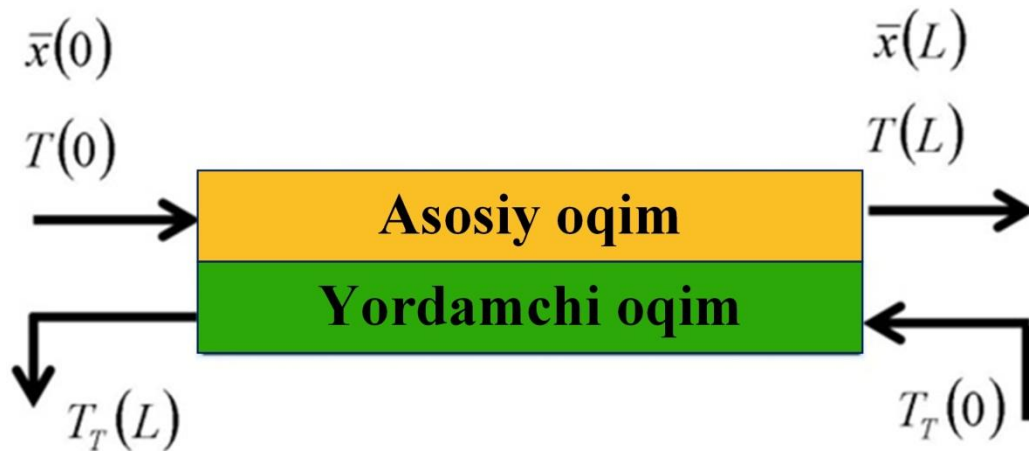 x̅(0) x̅(L)
T(0) T(L)
Asosiy oqim
Yordamchi oqim
T_T(L) T_T(0)